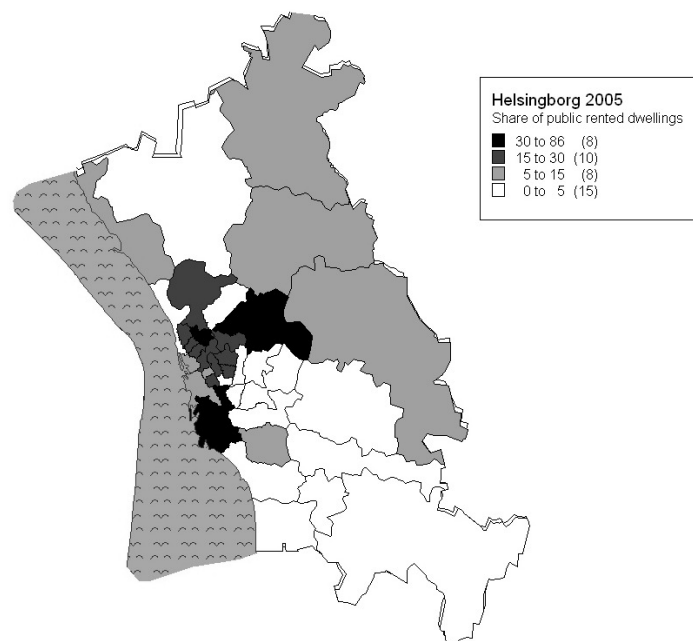 Helsingborg 2005
Share of public rented dwellings
30 to 86 (8)
15 to 30 (10)
5 to 15 (8)
0 to 5 (15)